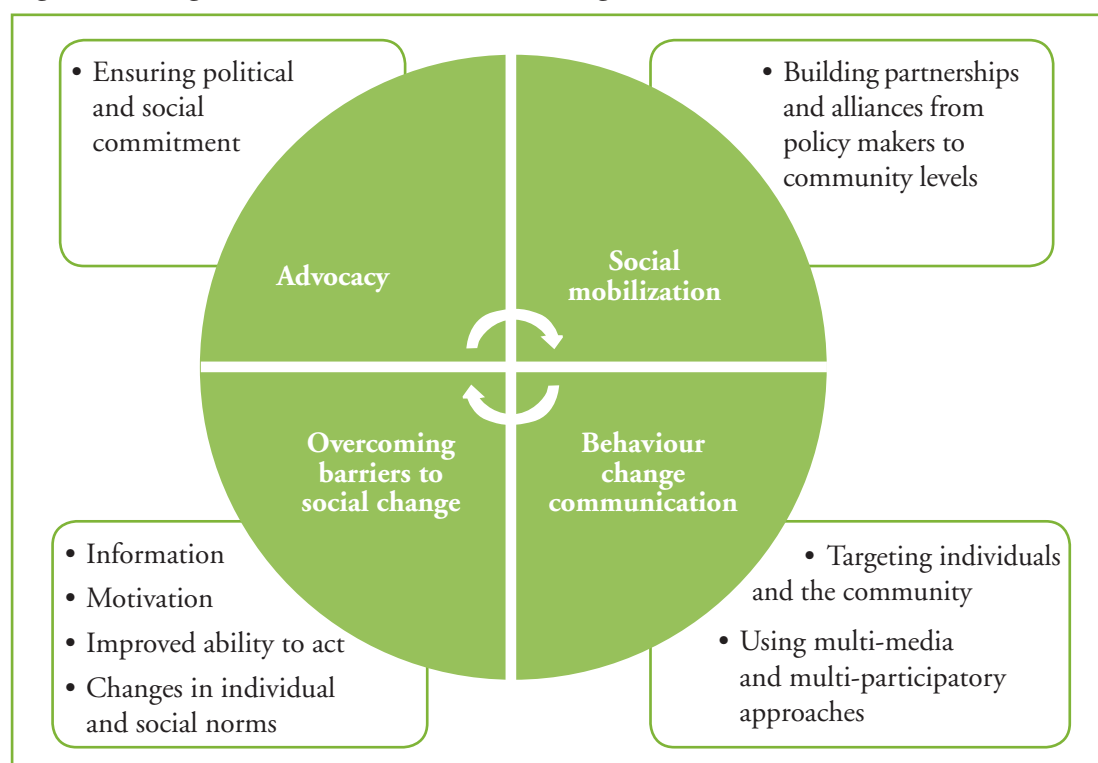 • Ensuring political
and social
commitment
• Building partnerships
and alliances from
policy makers to
community levels
Advocacy
Social
mobilization
Overcoming
barriers to
social change
Behaviour
change
communication
• Information
• Motivation
• Improved ability to act
• Changes in individual
and social norms
• Targeting individuals
and the community
• Using multi-media
and multi-participatory
approaches